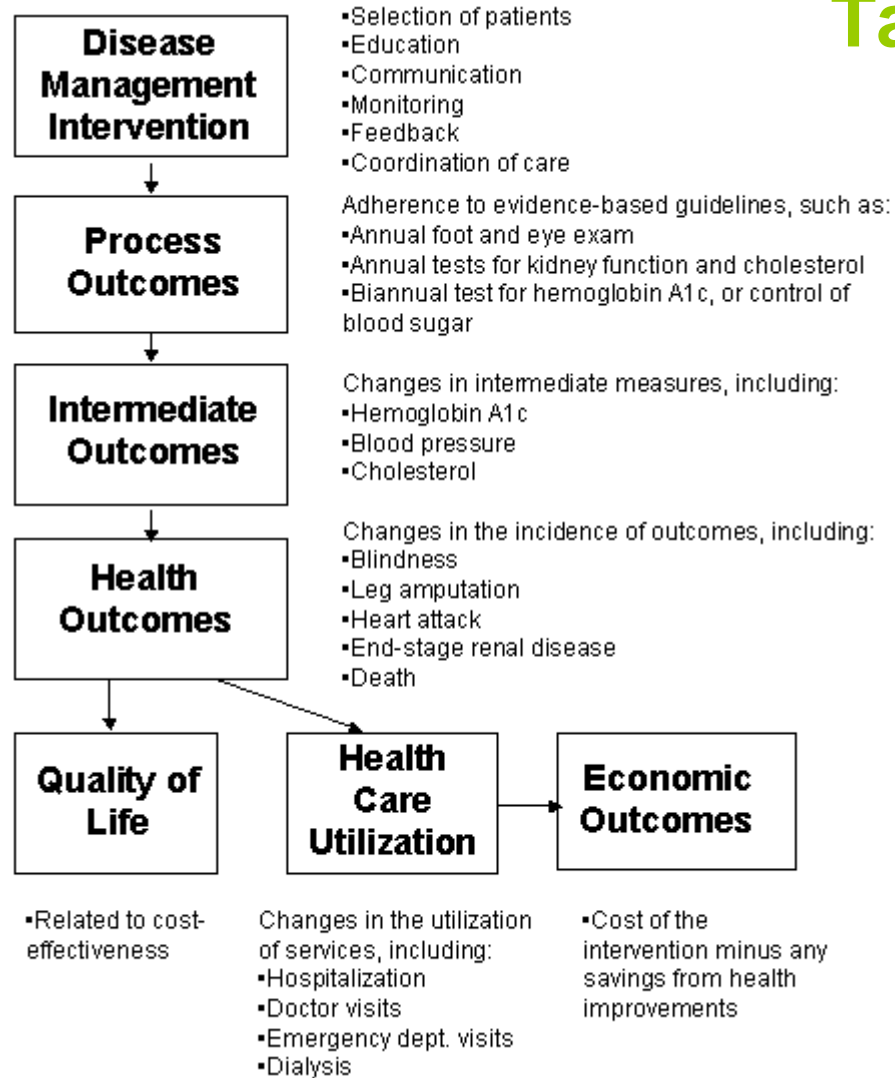 Ta
Disease
Management
Intervention
▪Selection of patients
▪Education
▪Communication
▪Monitoring
▪Feedback
▪Coordination of care
Process
Outcomes
Adherence to evidence-based guidelines, such as:
▪Annual foot and eye exam
▪Annual tests for kidney function and cholesterol
▪Biannual test for hemoglobin A1c, or control of
blood sugar
Intermediate
Outcomes
Changes in intermediate measures, including:
▪Hemoglobin A1c
▪Blood pressure
▪Cholesterol
Health
Outcomes
Changes in the incidence of outcomes, including:
▪Blindness
▪Leg amputation
▪Heart attack
▪End-stage renal disease
▪Death
Quality of
Life
▪Related to cost-
effectiveness
Health
Care
Utilization
Changes in the utilization
of services, including:
▪Hospitalization
▪Doctor visits
▪Emergency dept. visits
▪Dialysis
Economic
Outcomes
▪Cost of the
intervention minus any
savings from health
improvements